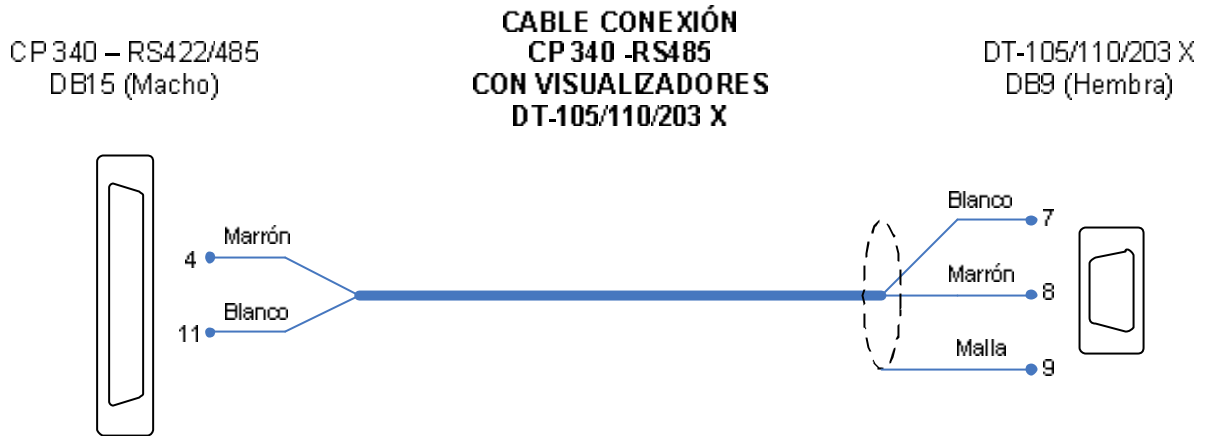 CABLE CONEXIÓN
CP 340 -RS485
CON VISUALIZADORES
DT-105/110/203 X
CP 340 – RS422/485
DB15 (Macho)
DT-105/110/203 X
DB9 (Hembra)
Marrón
4
Blanco
11
Blanco
7
Marrón
8
Malla
9